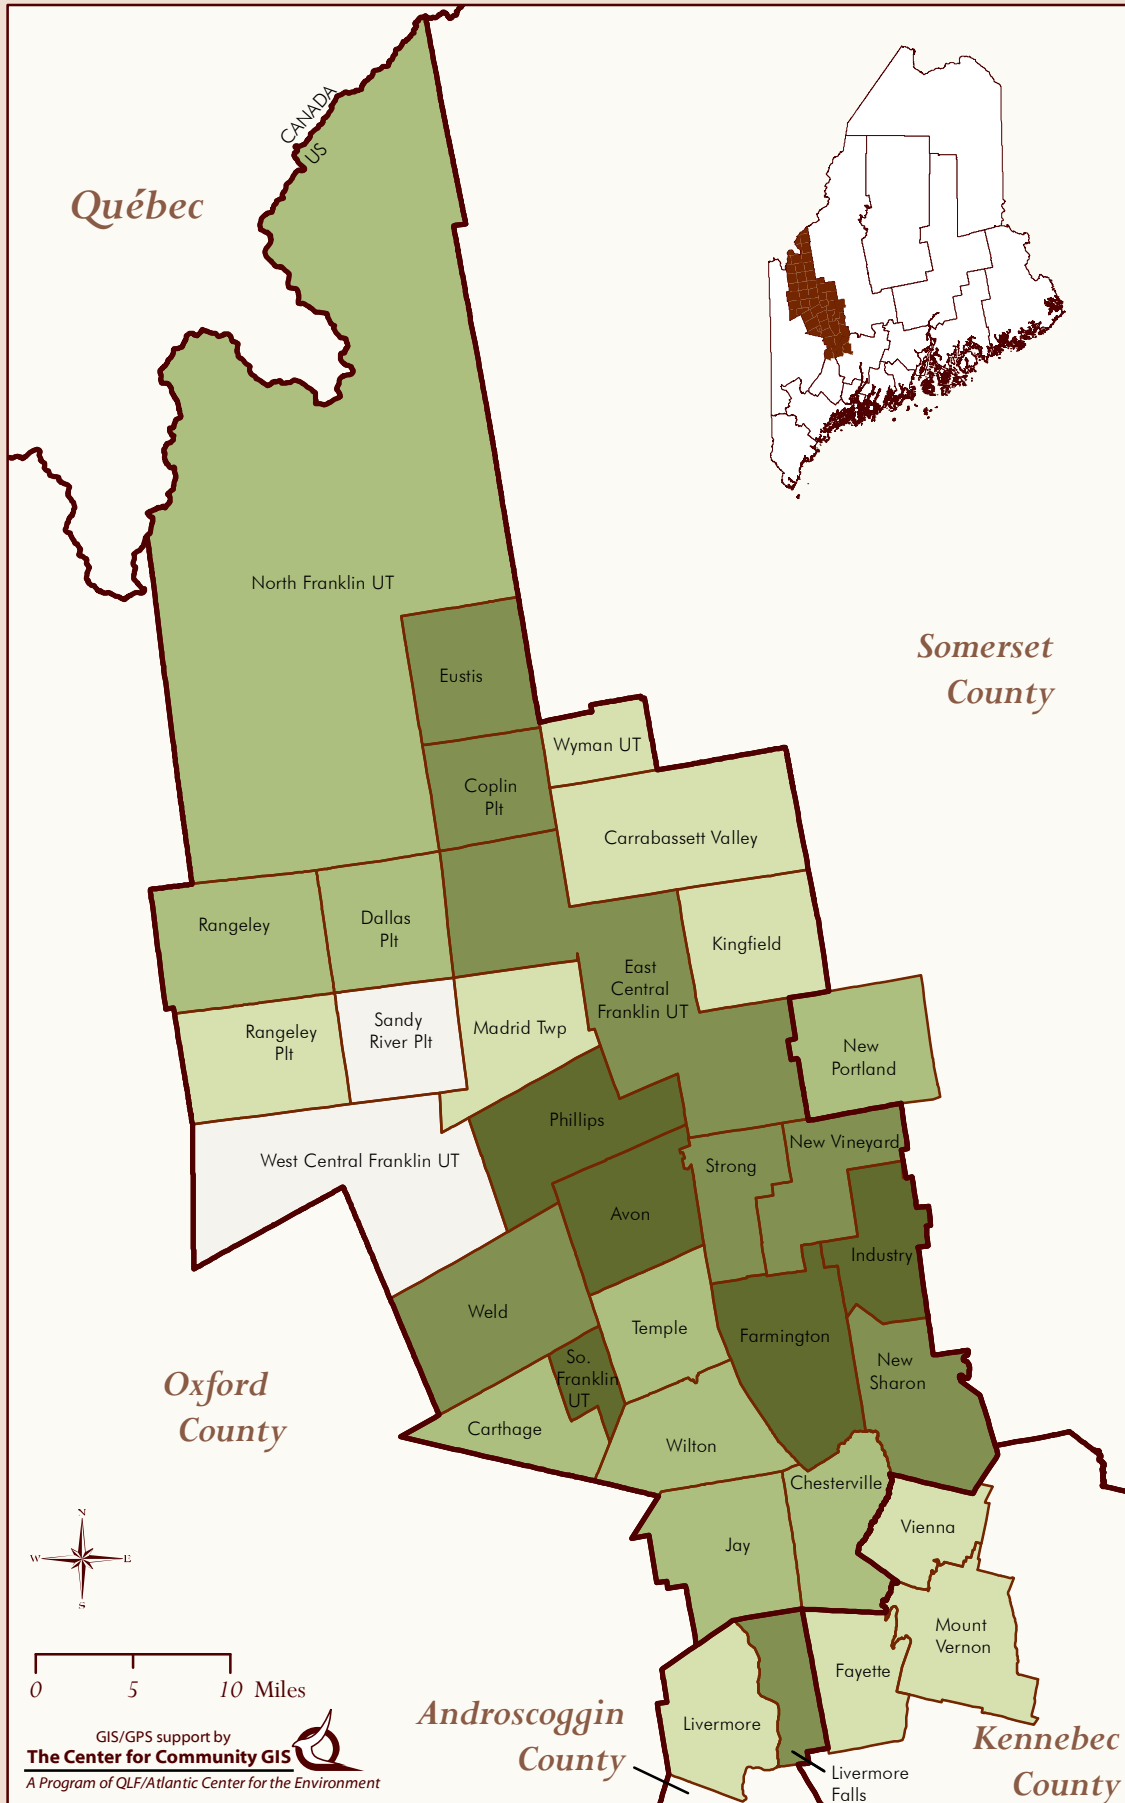 CANADA
US
Québec
North Franklin UT
Somerset
County
Eustis
Wyman UT
Coplin
Plt
Carrabassett Valley
Rangeley
Dallas
Plt
Kingfield
East
Central
Franklin UT
Rangeley
Plt
Sandy
River Plt
Madrid Twp
New
Portland
Phillips
New Vineyard
West Central Franklin UT
Strong
Avon
Industry
Weld
Temple
Farmington
So.
Franklin
UT
New
Sharon
Oxford
County
Carthage
Wilton
Chesterville
Vienna
Jay
N
W
E
S
Mount
Vernon
Fayette
0 5 10 Miles
Androscoggin
County
Livermore
Kennebec
County
Livermore
Falls
GIS/GPS support by
The Center for Community GIS
A Program of QLF/Atlantic Center for the Environment